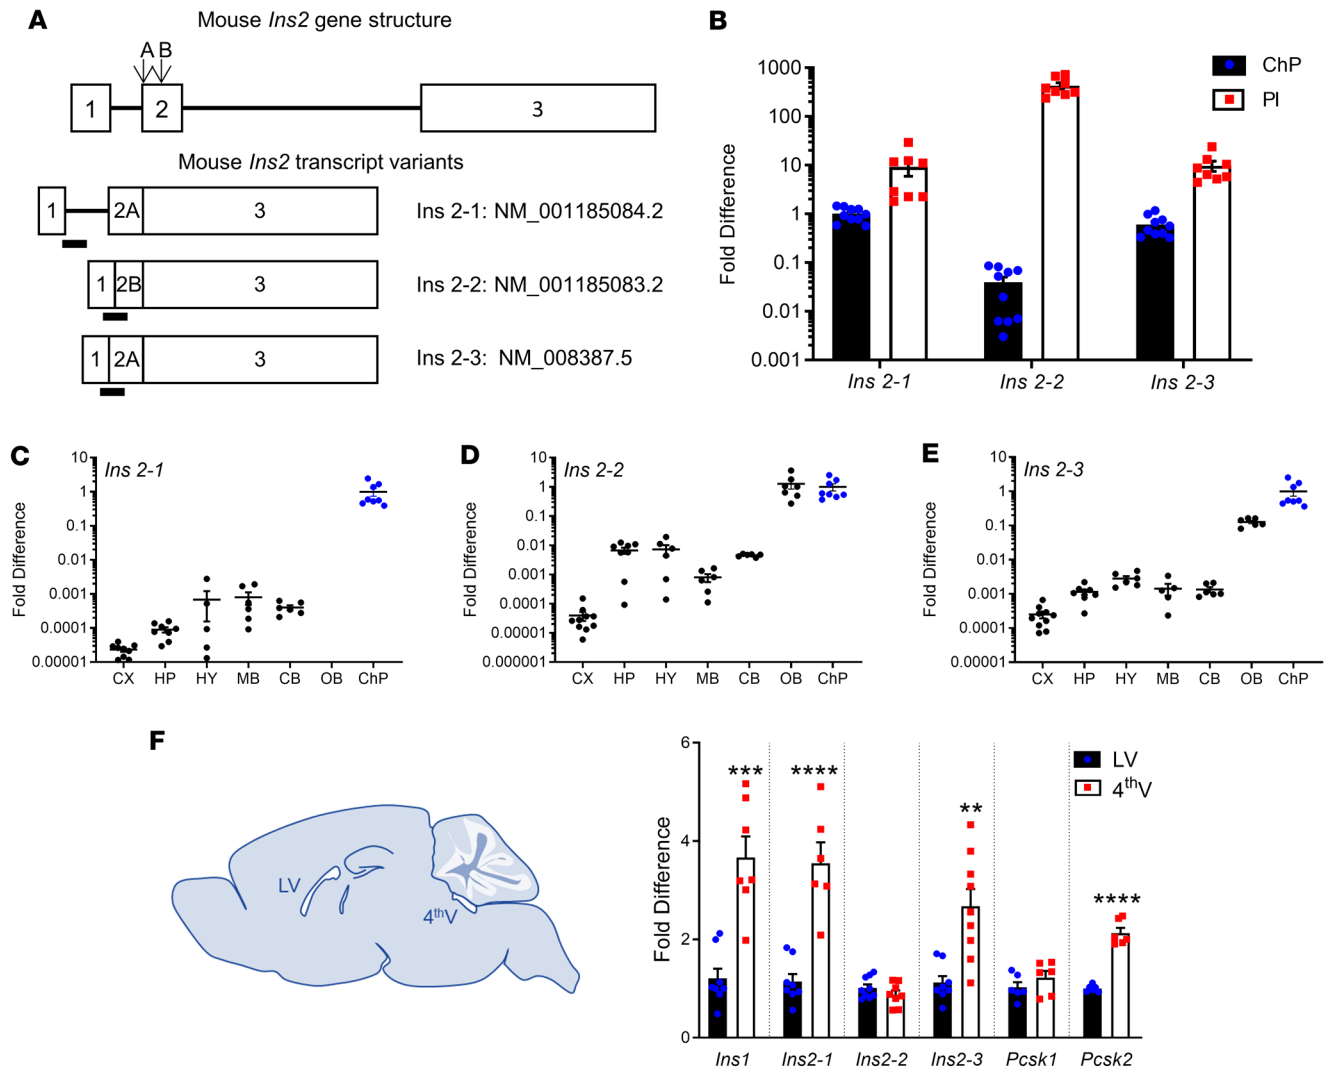 A
Mouse Ins2 gene structure
A B
1 2 3
Mouse Ins2 transcript variants
1 2A 3 Ins 2-1: NM_001185084.2
1 2B 3 Ins 2-2: NM_001185083.2
1 2A 3 Ins 2-3: NM_008387.5
B
Fold Difference
1000
100
10
1
0.1
0.01
0.001
ChP
PI
Ins 2-1 Ins 2-2 Ins 2-3
C
Ins 2-1
Fold Difference
10
1
0.1
0.01
0.001
0.0001
0.00001
CX HP HY MB CB OB ChP
D
Ins 2-2
Fold Difference
10
1
0.1
0.01
0.001
0.0001
0.00001
0.000001
CX HP HY MB CB OB ChP
E
Ins 2-3
Fold Difference
10
1
0.1
0.01
0.001
0.0001
0.00001
CX HP HY MB CB OB ChP
F
LV
4thV
Fold Difference
6
4
2
0
*** **** ** ****
LV
4thV
Ins1 Ins2-1 Ins2-2 Ins2-3 Pcsk1 Pcsk2